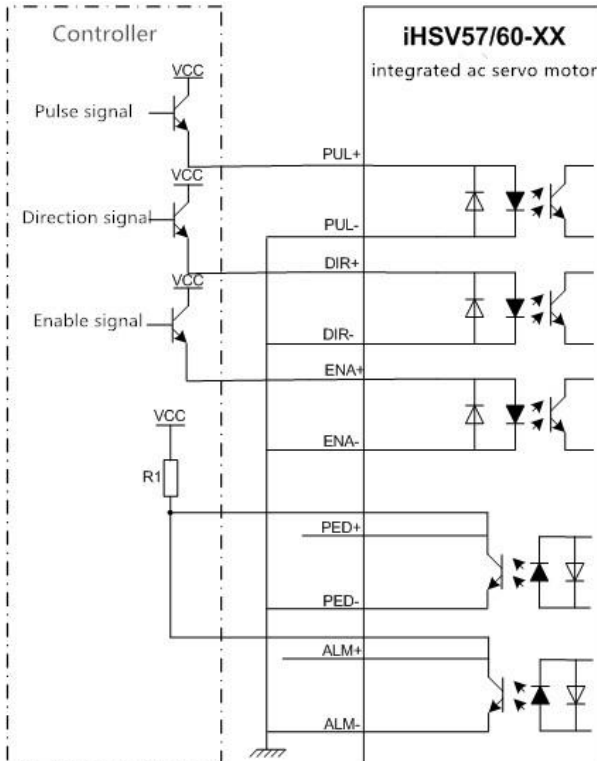 Controller
iHSV57/60-XX
integrated ac servo motor
VCC
Pulse signal
PUL+
VCC
Direction signal
PUL-
DIR+
VCC
Enable signal
DIR-
ENA+
VCC
ENA-
R1
PED+
PED-
ALM+
ALM-